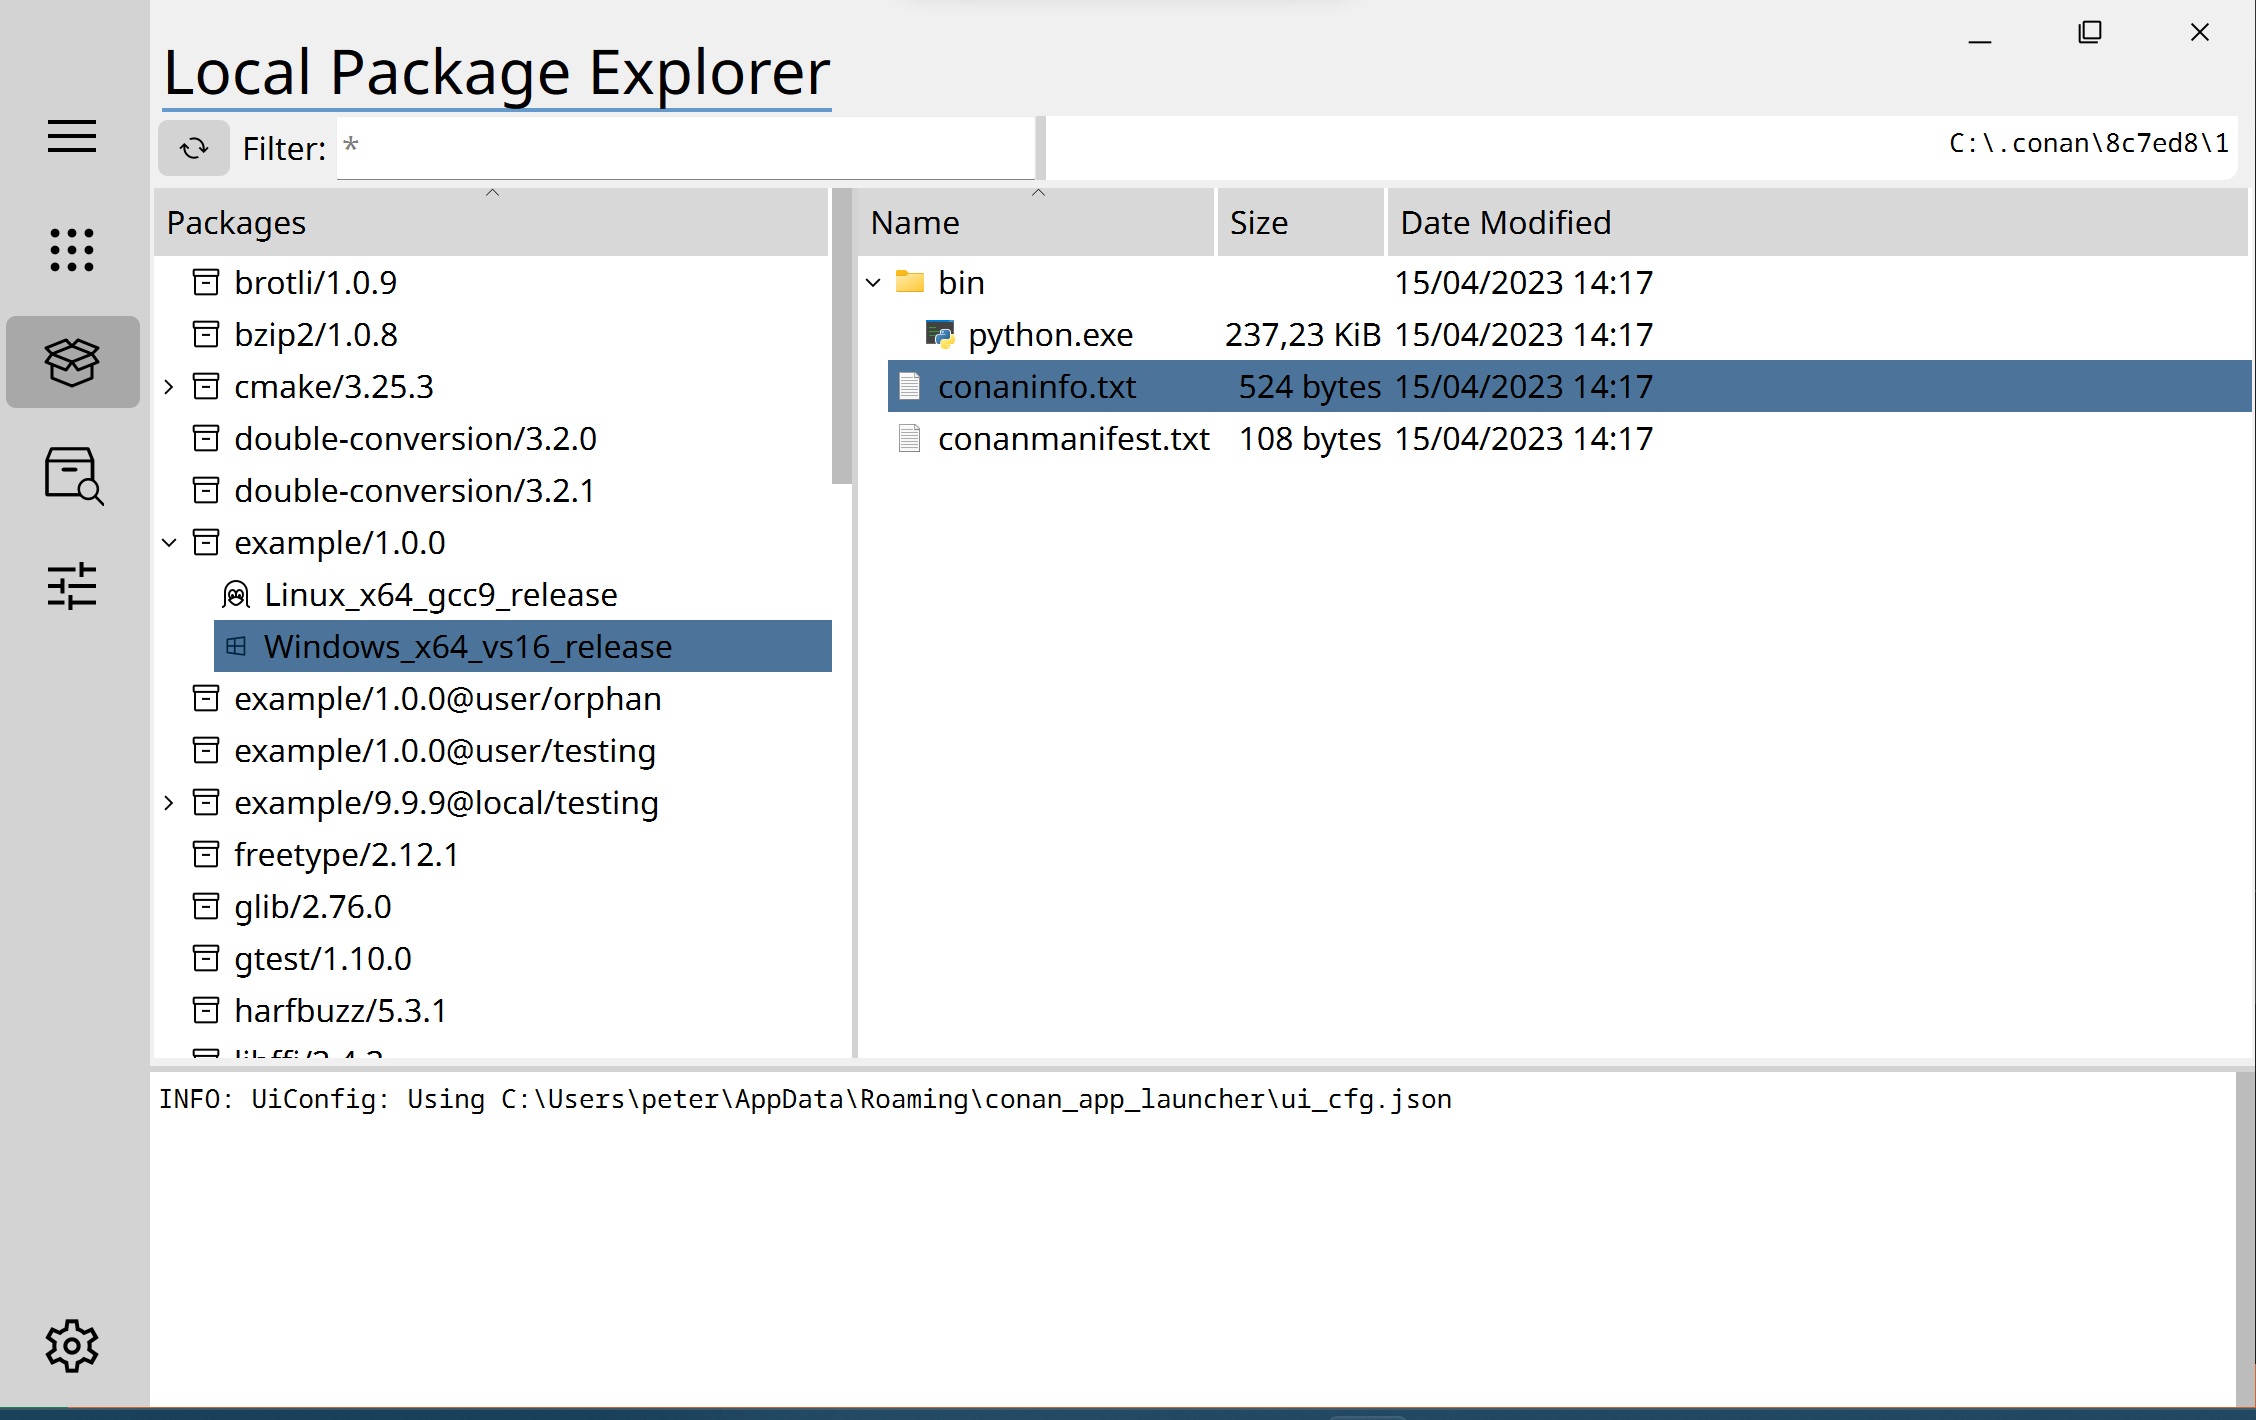 Local Package Explorer
Filter: *
C:\.conan\8c7ed8\1
Packages
brotli/1.0.9
bzip2/1.0.8
cmake/3.25.3
double-conversion/3.2.0
double-conversion/3.2.1
example/1.0.0
Linux_x64_gcc9_release
Windows_x64_vs16_release
example/1.0.0@user/orphan
example/1.0.0@user/testing
example/9.9.9@local/testing
freetype/2.12.1
glib/2.76.0
gtest/1.10.0
harfbuzz/5.3.1
Name Size Date Modified
bin 15/04/2023 14:17
python.exe 237,23 KiB 15/04/2023 14:17
conaninfo.txt 524 bytes 15/04/2023 14:17
conanmanifest.txt 108 bytes 15/04/2023 14:17
INFO: UiConfig: Using C:\Users\peter\AppData\Roaming\conan_app_launcher\ui_cfg.json